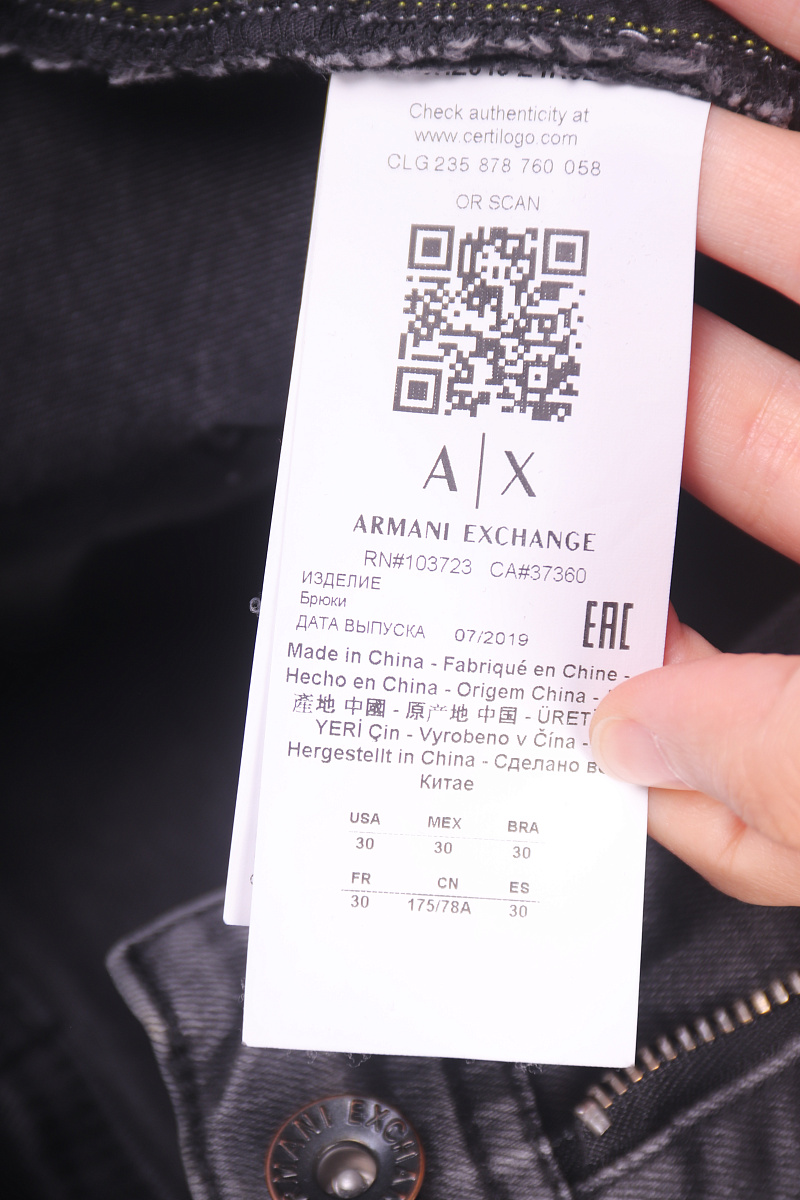 Check authenticity at
www.certilogo.com
CLG 235 878 760 058
OR SCAN
A|X
ARMANI EXCHANGE
RN#103723 CA#37360
ИЗДЕЛИЕ
Брюки
ДАТА ВЫПУСКА 07/2019
EAC
Made in China - Fabriqué en Chine -
Hecho en China - Origem China -
產地 中國 - 原产地 中国 -
YERİ Çin - Vyrobeno v Čína -
Hergestellt in China - Сделано
Китае
USA MEX BRA
30 30 30
FR CN ES
30 175/78A 30